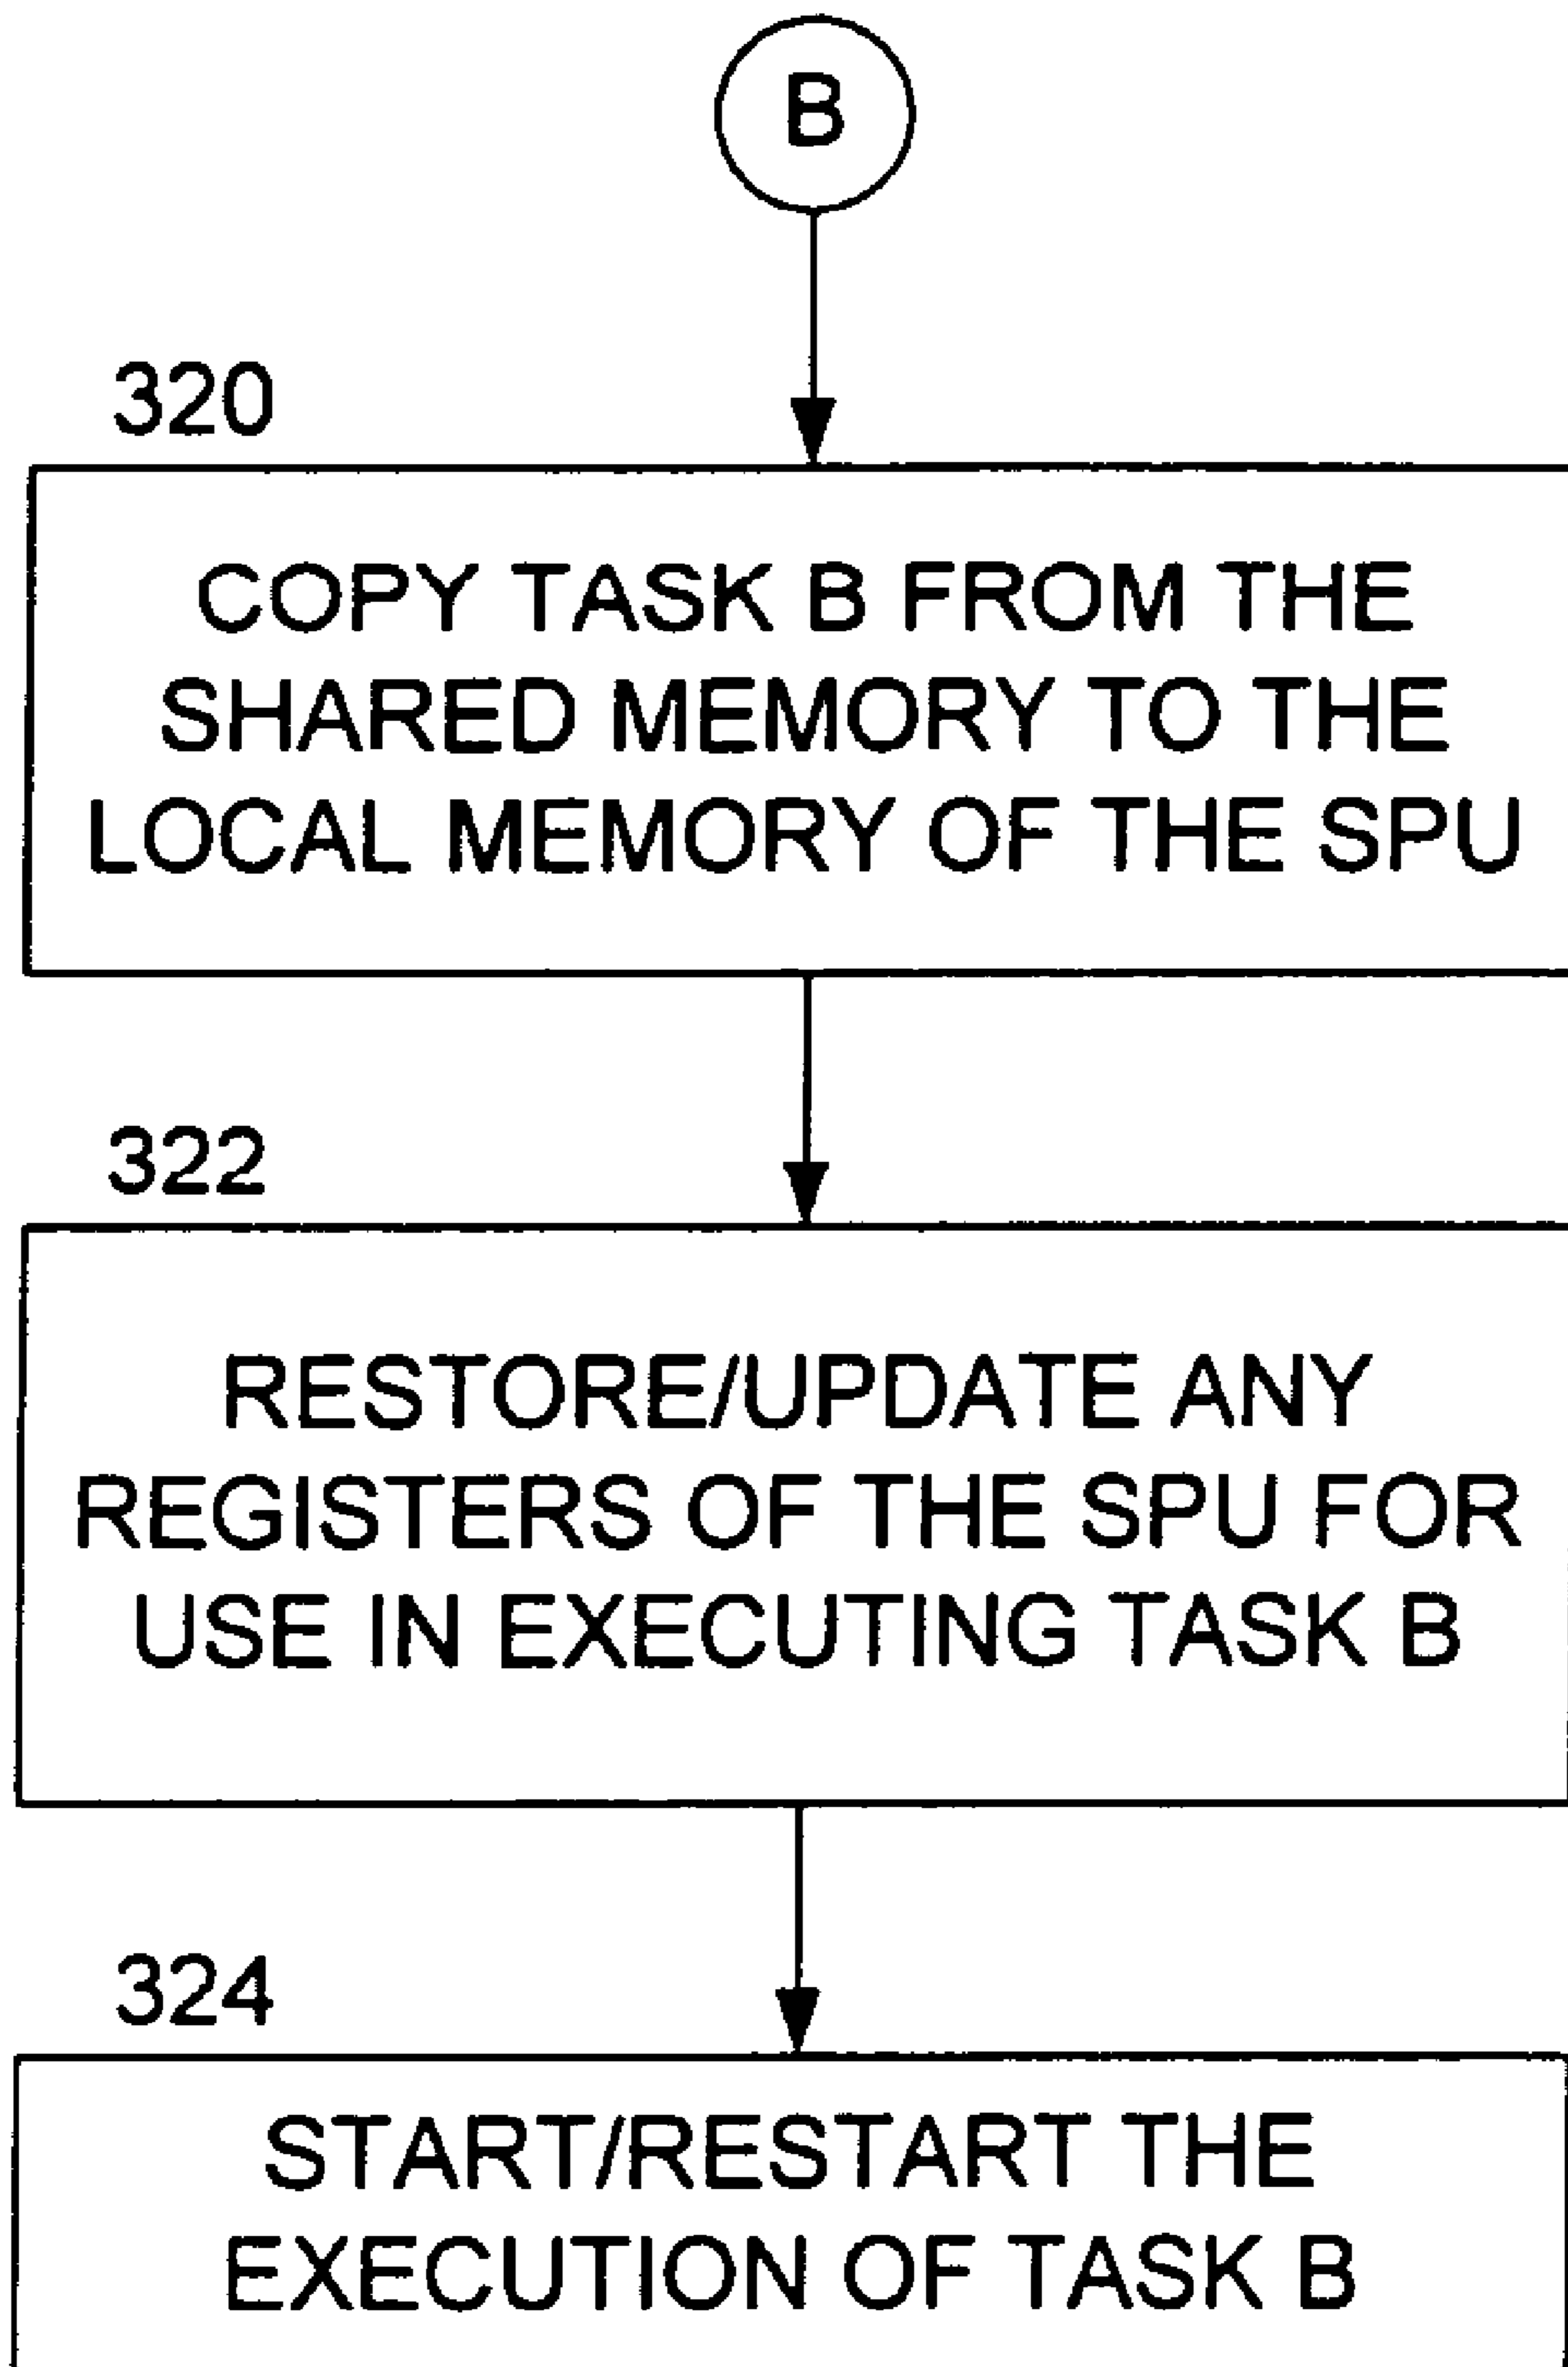 B
320
COPY TASK B FROM THE
SHARED MEMORY TO THE
LOCAL MEMORY OF THE SPU
322
RESTORE/UPDATE ANY
REGISTERS OF THE SPU FOR
USE IN EXECUTING TASK B
324
START/RESTART THE
EXECUTION OF TASK B